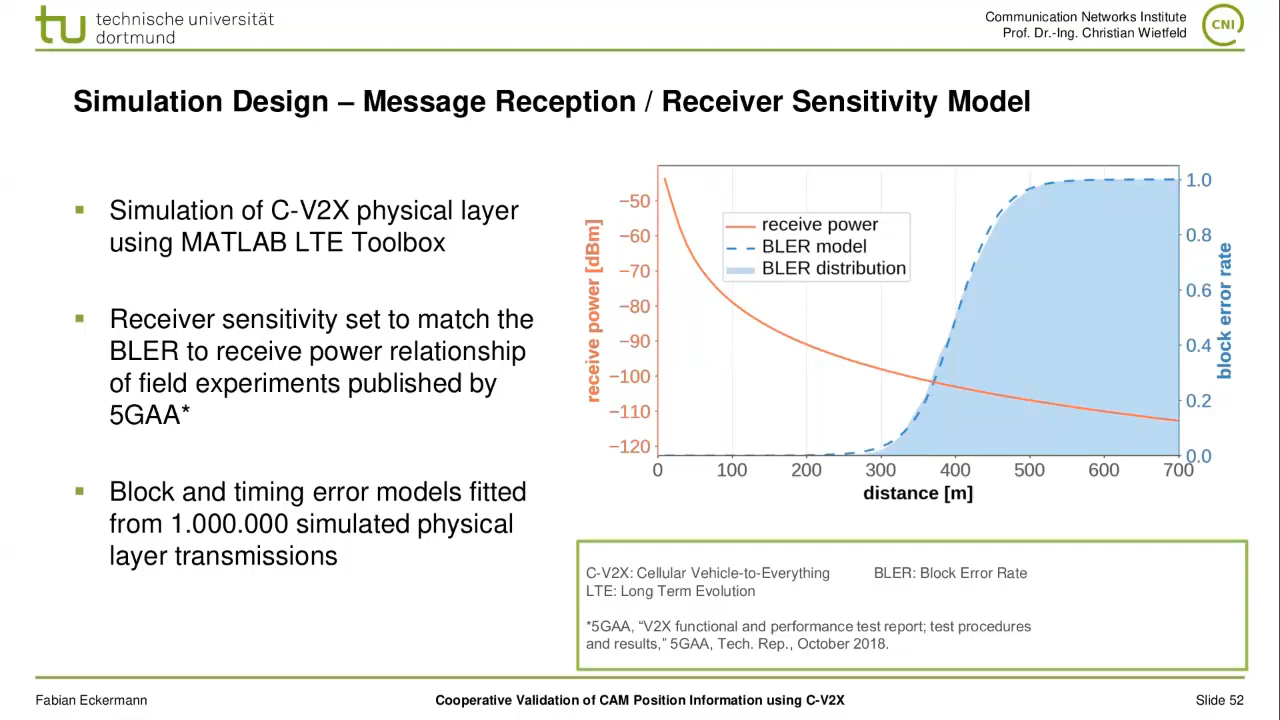 technische universität
dortmund
Communication Networks Institute
Prof. Dr.-Ing. Christian Wietfeld
CNI
Simulation Design – Message Reception / Receiver Sensitivity Model
▪ Simulation of C-V2X physical layer
using MATLAB LTE Toolbox
▪ Receiver sensitivity set to match the
BLER to receive power relationship
of field experiments published by
5GAA*
▪ Block and timing error models fitted
from 1.000.000 simulated physical
layer transmissions
receive power [dBm]
−50
−60
−70
−80
−90
−100
−110
−120
receive power
BLER model
BLER distribution
1.0
0.8
0.6
0.4
0.2
0.0
block error rate
0 100 200 300 400 500 600 700
distance [m]
C-V2X: Cellular Vehicle-to-Everything BLER: Block Error Rate
LTE: Long Term Evolution
*5GAA, “V2X functional and performance test report; test procedures
and results,” 5GAA, Tech. Rep., October 2018.
Fabian Eckermann Cooperative Validation of CAM Position Information using C-V2X Slide 52